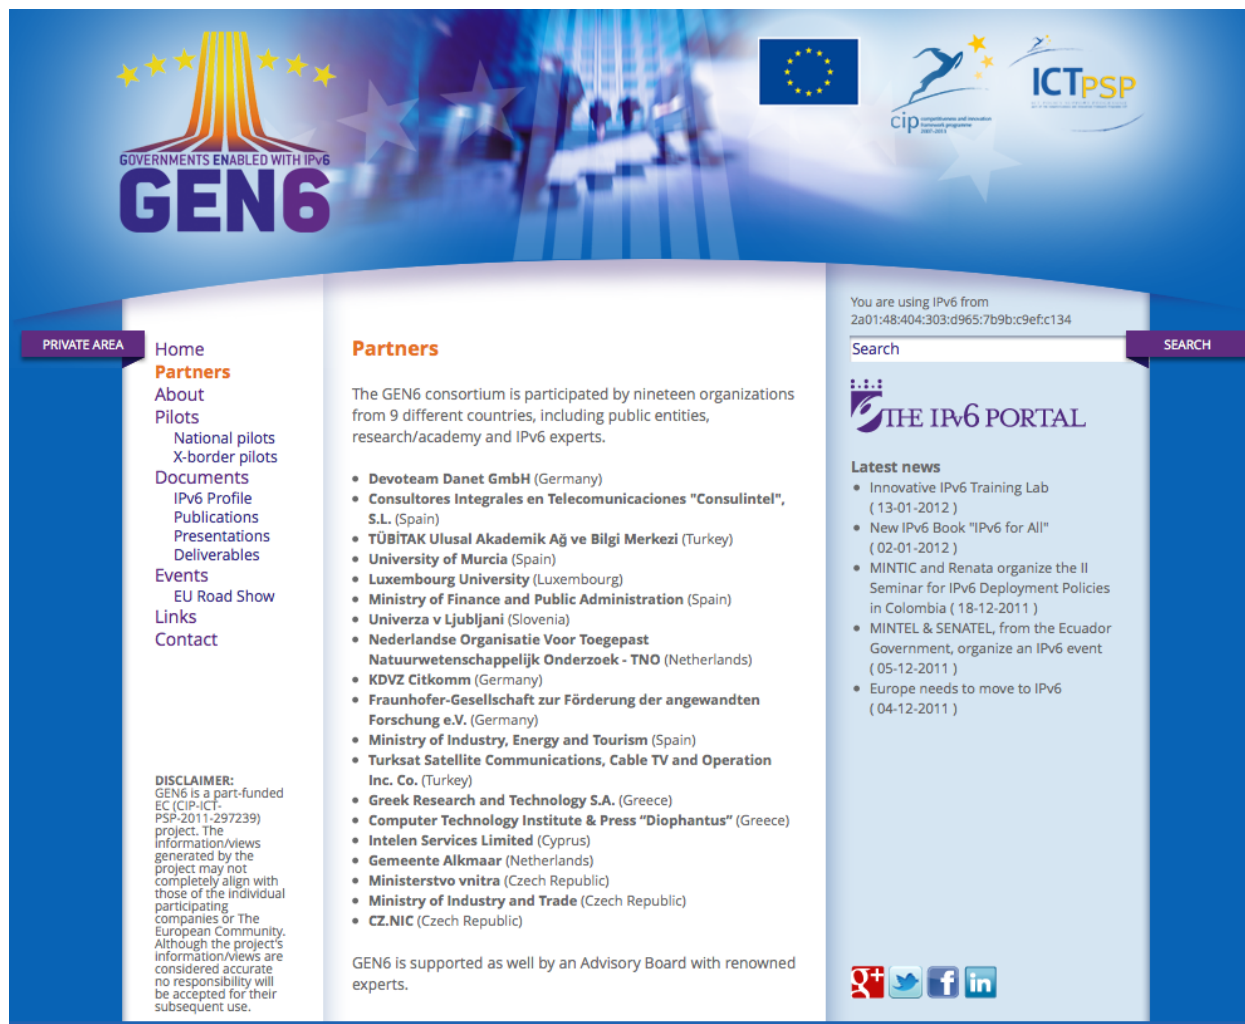 GOVERNMENTS ENABLED WITH IPv6
GEN6
cip competitiveness and innovation
framework programme
2007-2013
ICTPSP
PRIVATE AREA
Home
Partners
About
Pilots
National pilots
X-border pilots
Documents
IPv6 Profile
Publications
Presentations
Deliverables
Events
EU Road Show
Links
Contact
DISCLAIMER:
GEN6 is a part-funded
EC (CIP-ICT-
PSP-2011-297239)
project. The
information/views
generated by the
project may not
completely align with
those of the individual
participating
companies or The
European Community.
Although the project's
information/views are
considered accurate
no responsibility will
be accepted for their
subsequent use.
Partners
The GEN6 consortium is participated by nineteen organizations
from 9 different countries, including public entities,
research/academy and IPv6 experts.
• Devoteam Danet GmbH (Germany)
• Consultores Integrales en Telecomunicaciones "Consulintel",
S.L. (Spain)
• TÜBİTAK Ulusal Akademik Ağ ve Bilgi Merkezi (Turkey)
• University of Murcia (Spain)
• Luxembourg University (Luxembourg)
• Ministry of Finance and Public Administration (Spain)
• Univerza v Ljubljani (Slovenia)
• Nederlandse Organisatie Voor Toegepast
Natuurwetenschappelijk Onderzoek - TNO (Netherlands)
• KDVZ Citkomm (Germany)
• Fraunhofer-Gesellschaft zur Förderung der angewandten
Forschung e.V. (Germany)
• Ministry of Industry, Energy and Tourism (Spain)
• Turksat Satellite Communications, Cable TV and Operation
Inc. Co. (Turkey)
• Greek Research and Technology S.A. (Greece)
• Computer Technology Institute & Press “Diophantus” (Greece)
• Intelen Services Limited (Cyprus)
• Gemeente Alkmaar (Netherlands)
• Ministerstvo vnitra (Czech Republic)
• Ministry of Industry and Trade (Czech Republic)
• CZ.NIC (Czech Republic)
GEN6 is supported as well by an Advisory Board with renowned
experts.
You are using IPv6 from
2a01:48:404:303:d965:7b9b:c9ef:c134
Search
SEARCH
THE IPv6 PORTAL
Latest news
• Innovative IPv6 Training Lab
( 13-01-2012 )
• New IPv6 Book "IPv6 for All"
( 02-01-2012 )
• MINTIC and Renata organize the II
Seminar for IPv6 Deployment Policies
in Colombia ( 18-12-2011 )
• MINTEL & SENATEL, from the Ecuador
Government, organize an IPv6 event
( 05-12-2011 )
• Europe needs to move to IPv6
( 04-12-2011 )